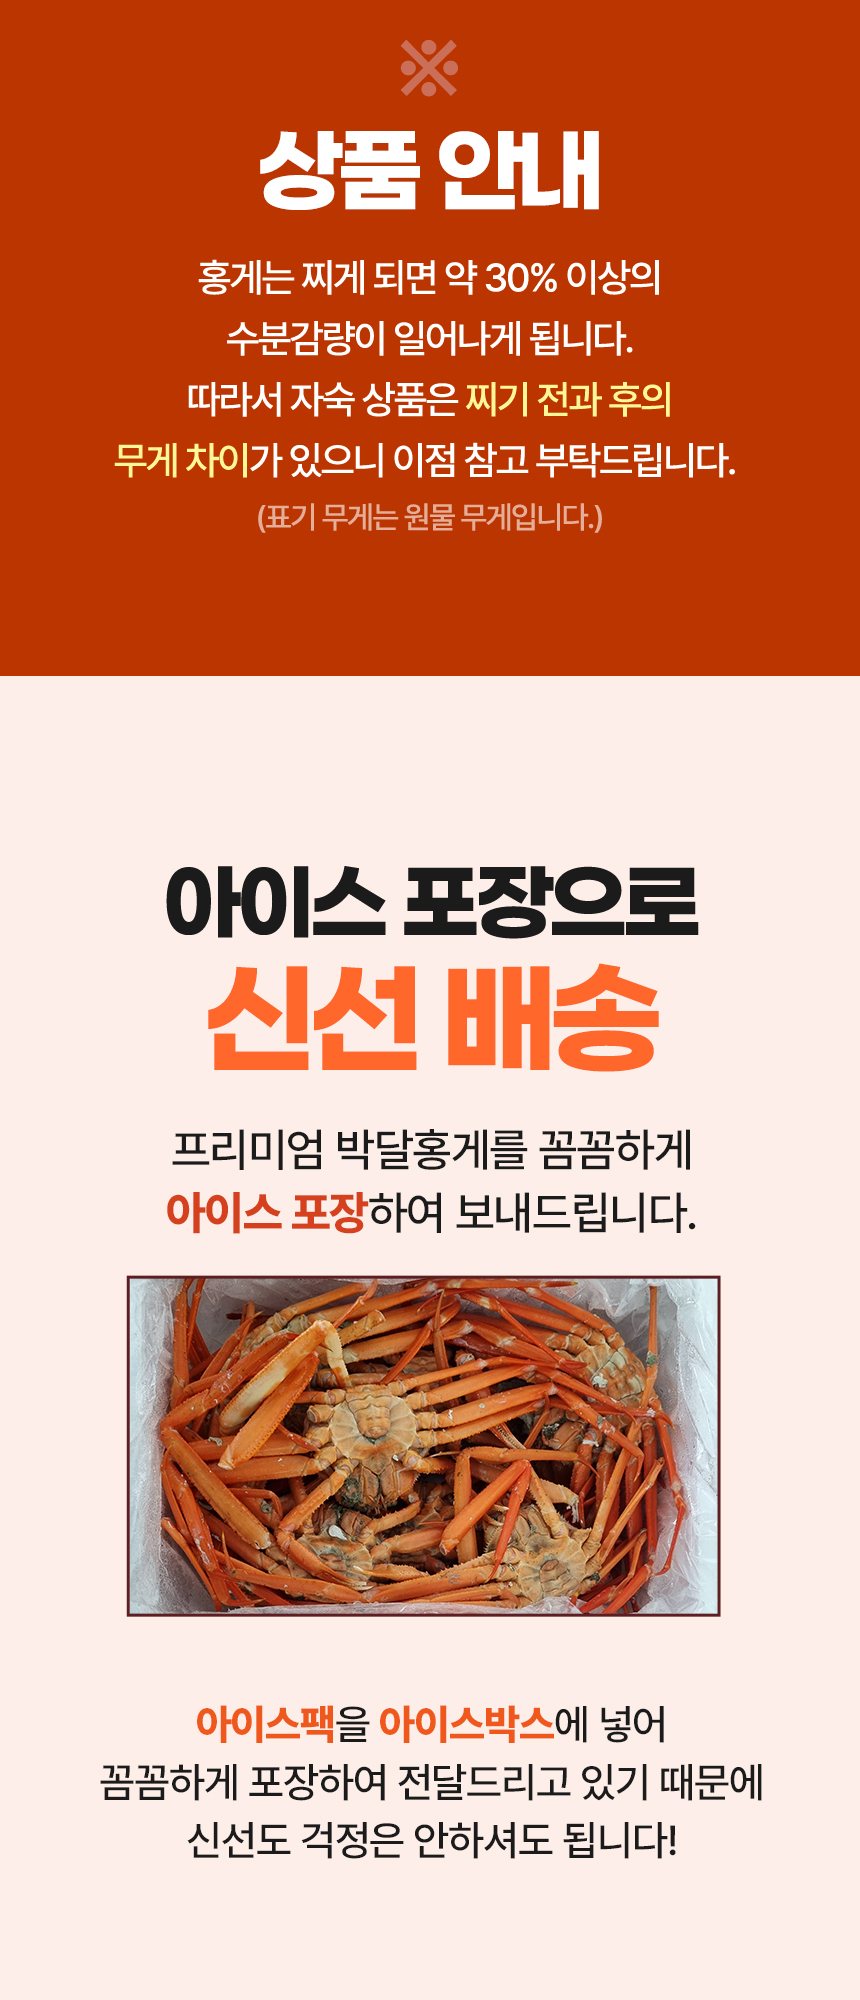 ※
상품 안내
홍게는 찌게 되면 약 30% 이상의
수분감량이 일어나게 됩니다.
따라서 자숙 상품은 찌기 전과 후의
무게 차이가 있으니 이점 참고 부탁드립니다.
(표기 무게는 원물 무게입니다.)
아이스 포장으로
신선 배송
프리미엄 박달홍게를 꼼꼼하게
아이스 포장하여 보내드립니다.
아이스팩을 아이스박스에 넣어
꼼꼼하게 포장하여 전달드리고 있기 때문에
신선도 걱정은 안하셔도 됩니다!